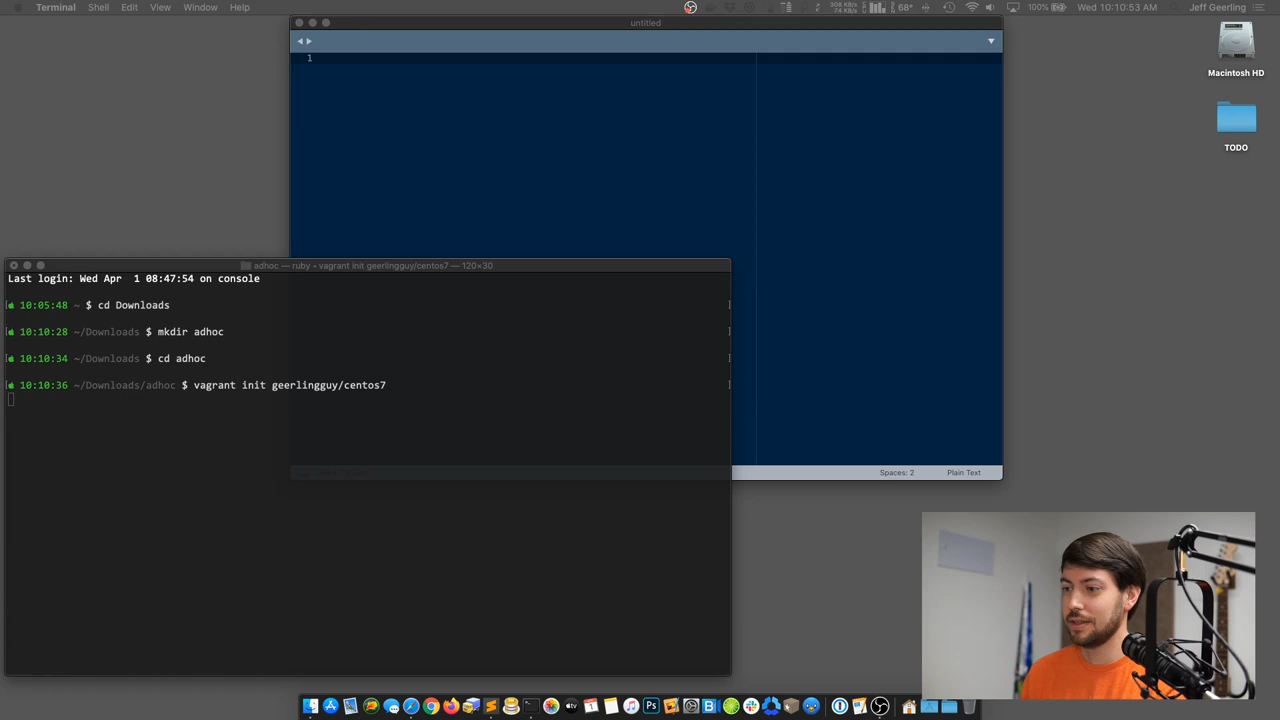 Terminal Shell Edit View Window Help
68° 100% Wed 10:10:53 AM Jeff Geerling
untitled
1
Macintosh HD
TODO
adhoc — ruby ‹ vagrant init geerlingguy/centos7 — 120×30
Last login: Wed Apr 1 08:47:54 on console
10:05:48 ~ $ cd Downloads
10:10:28 ~/Downloads $ mkdir adhoc
10:10:34 ~/Downloads $ cd adhoc
10:10:36 ~/Downloads/adhoc $ vagrant init geerlingguy/centos7
Spaces: 2 Plain Text
Ps